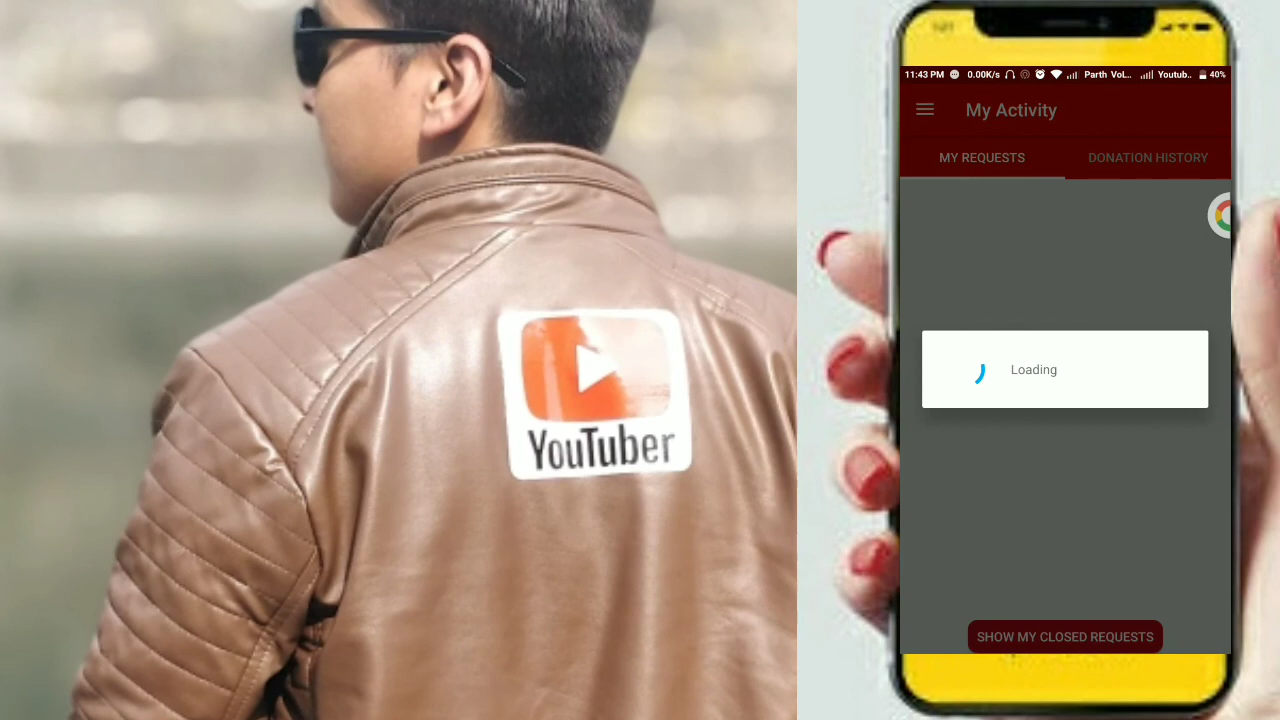 YouTuber
11:43 PM 0.00K/s Parth VoL... Youtub.. 40%
My Activity
MY REQUESTS DONATION HISTORY
Loading
SHOW MY CLOSED REQUESTS